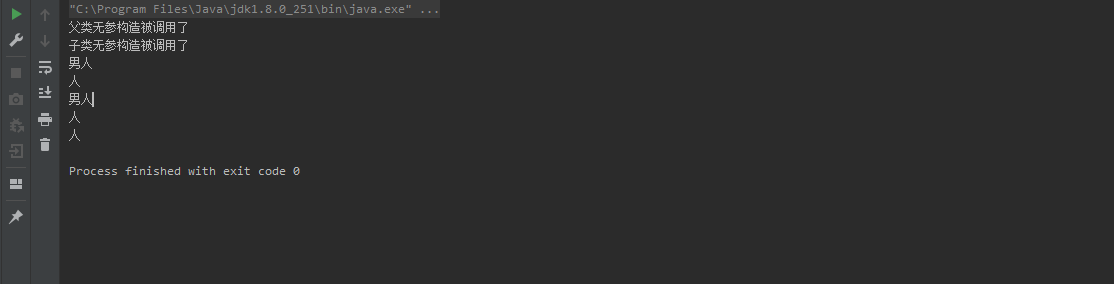 "C:\Program Files\Java\jdk1.8.0_251\bin\java.exe" ...
父类无参构造被调用了
子类无参构造被调用了
男人
人
男人
人
人
Process finished with exit code 0